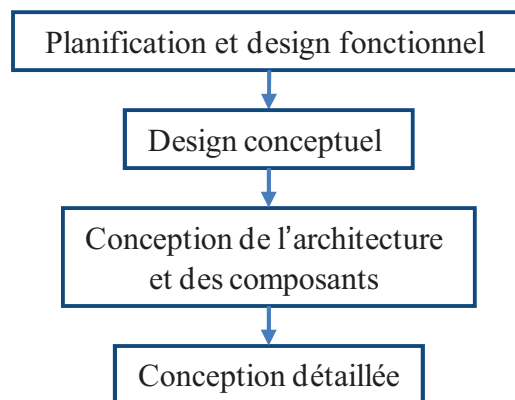 Planification et design fonctionnel
Design conceptuel
Conception de l'architecture
et des composants
Conception détaillée